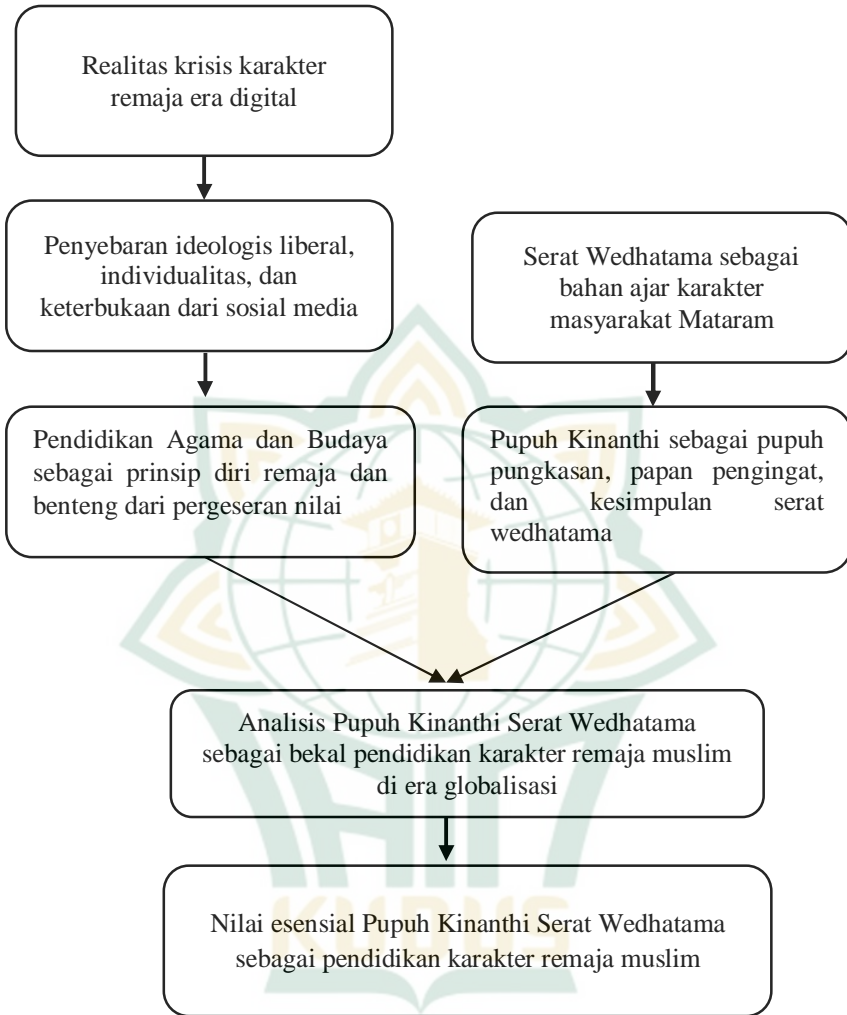 Realitas krisis karakter
remaja era digital
Penyebaran ideologis liberal,
individualitas, dan
keterbukaan dari sosial media
Serat Wedhatama sebagai
bahan ajar karakter
masyarakat Mataram
Pendidikan Agama dan Budaya
sebagai prinsip diri remaja dan
benteng dari pergeseran nilai
Pupuh Kinanthi sebagai pupuh
pungkasan, papan pengingat,
dan kesimpulan serat
wedhatama
Analisis Pupuh Kinanthi Serat Wedhatama
sebagai bekal pendidikan karakter remaja muslim
di era globalisasi
Nilai esensial Pupuh Kinanthi Serat Wedhatama
sebagai pendidikan karakter remaja muslim
KUDUS